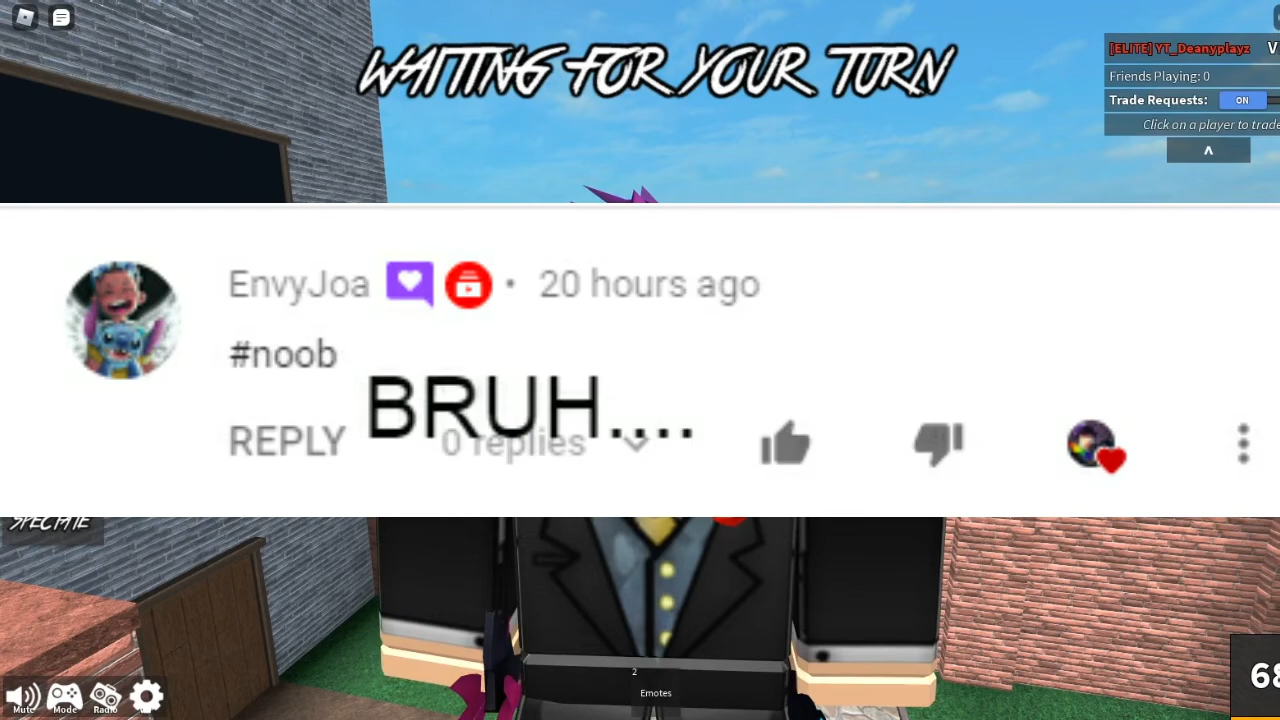 WAITING FOR YOUR TURN
[ELITE] YT_Deanyplayz V
Friends Playing: 0
Trade Requests: ON
Click on a player to trade
EnvyJoa • 20 hours ago
#noob
BRUH....
REPLY 0 replies
SPECTATE
2
Emotes
Mute Mode Radio
68